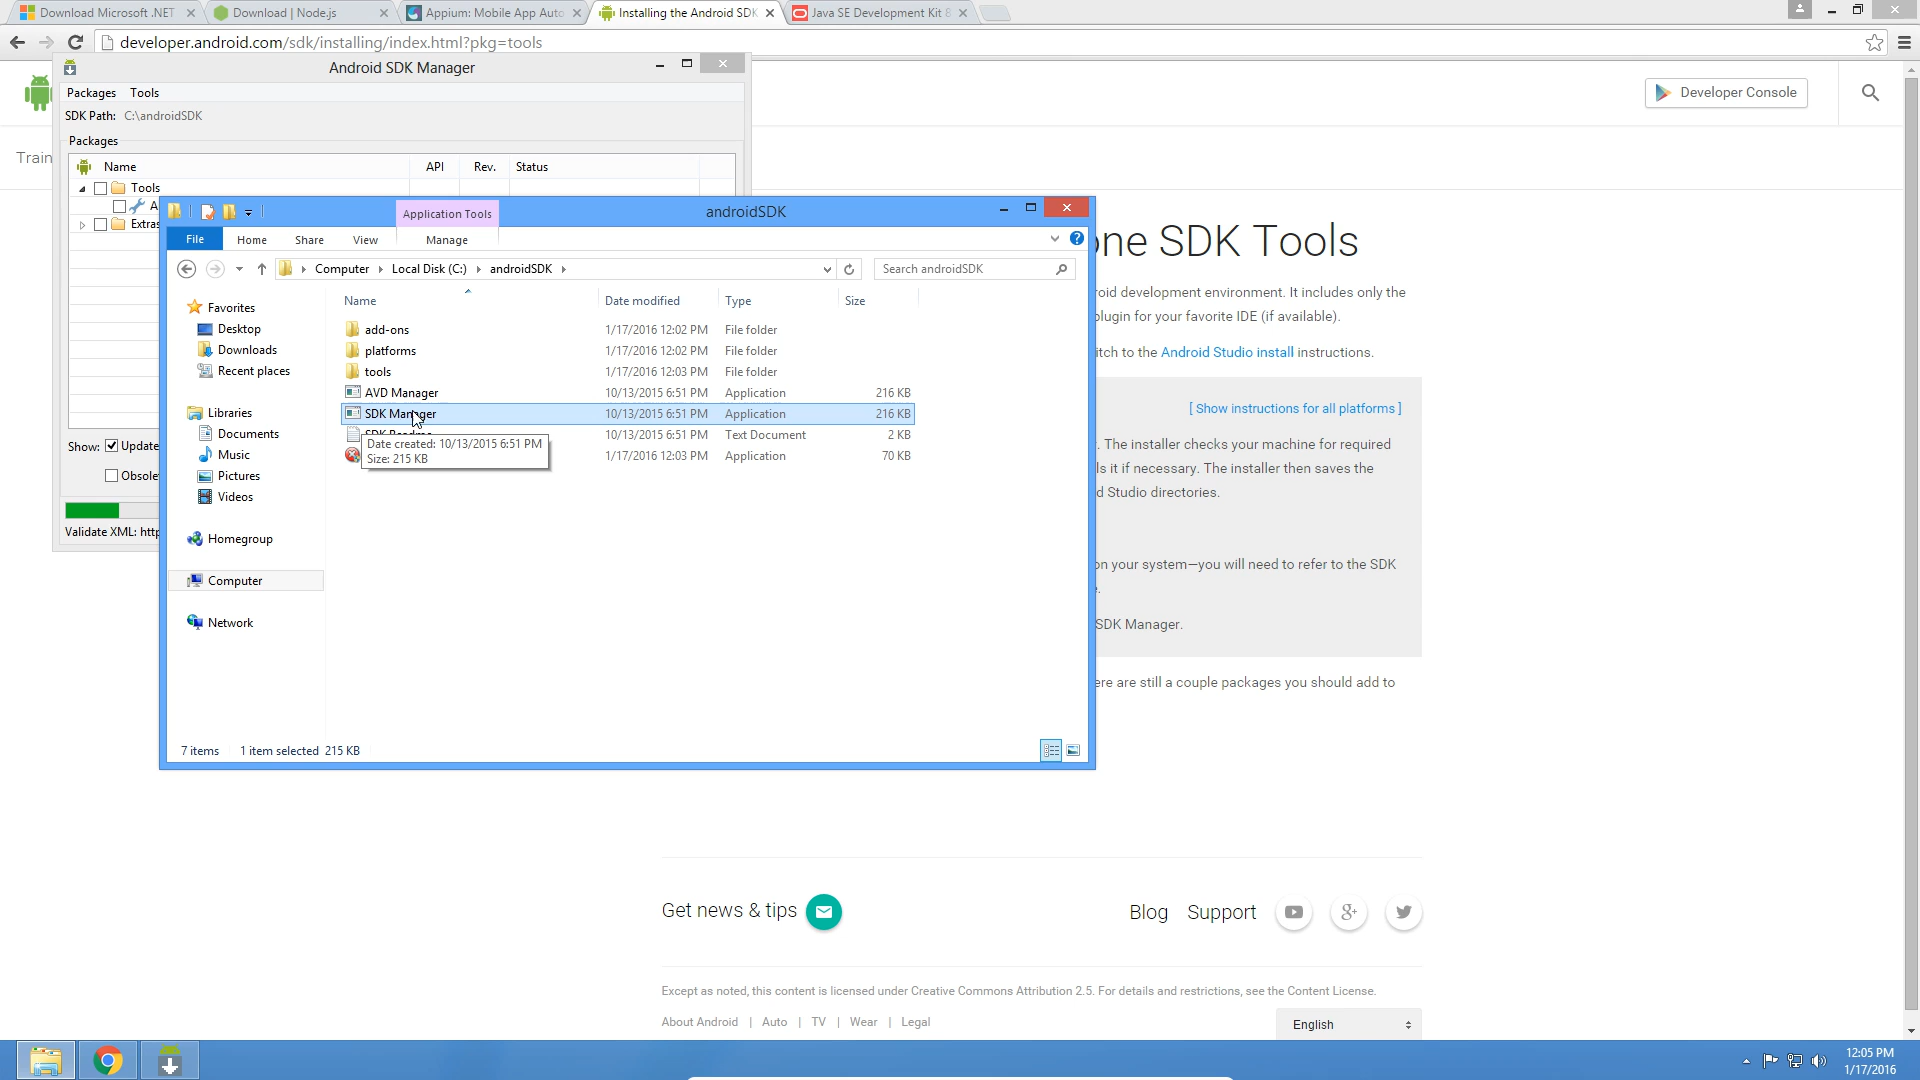 Download Microsoft .NET
Download | Node.js
Appium: Mobile App Auto
Installing the Android SDK
Java SE Development Kit 8
developer.android.com/sdk/installing/index.html?pkg=tools
Android SDK Manager
Packages Tools
SDK Path: C:\androidSDK
Packages
Name API Rev. Status
Tools
A
Extras
Show: Update
Obsole
Validate XML: http
Developer Console
Train
Application Tools
androidSDK
File Home Share View Manage
Computer Local Disk (C:) androidSDK
Search androidSDK
Favorites
Desktop
Downloads
Recent places
Libraries
Documents
Music
Pictures
Videos
Homegroup
Computer
Network
Name Date modified Type Size
add-ons 1/17/2016 12:02 PM File folder
platforms 1/17/2016 12:02 PM File folder
tools 1/17/2016 12:03 PM File folder
AVD Manager 10/13/2015 6:51 PM Application 216 KB
SDK Manager 10/13/2015 6:51 PM Application 216 KB
10/13/2015 6:51 PM Text Document 2 KB
1/17/2016 12:03 PM Application 70 KB
Date created: 10/13/2015 6:51 PM
Size: 215 KB
7 items 1 item selected 215 KB
one SDK Tools
roid development environment. It includes only the
plugin for your favorite IDE (if available).
itch to the Android Studio install instructions.
[ Show instructions for all platforms ]
. The installer checks your machine for required
ls it if necessary. The installer then saves the
d Studio directories.
on your system—you will need to refer to the SDK
e.
SDK Manager.
ere are still a couple packages you should add to
Get news & tips
Blog Support
Except as noted, this content is licensed under Creative Commons Attribution 2.5. For details and restrictions, see the Content License.
About Android | Auto | TV | Wear | Legal
English
12:05 PM
1/17/2016